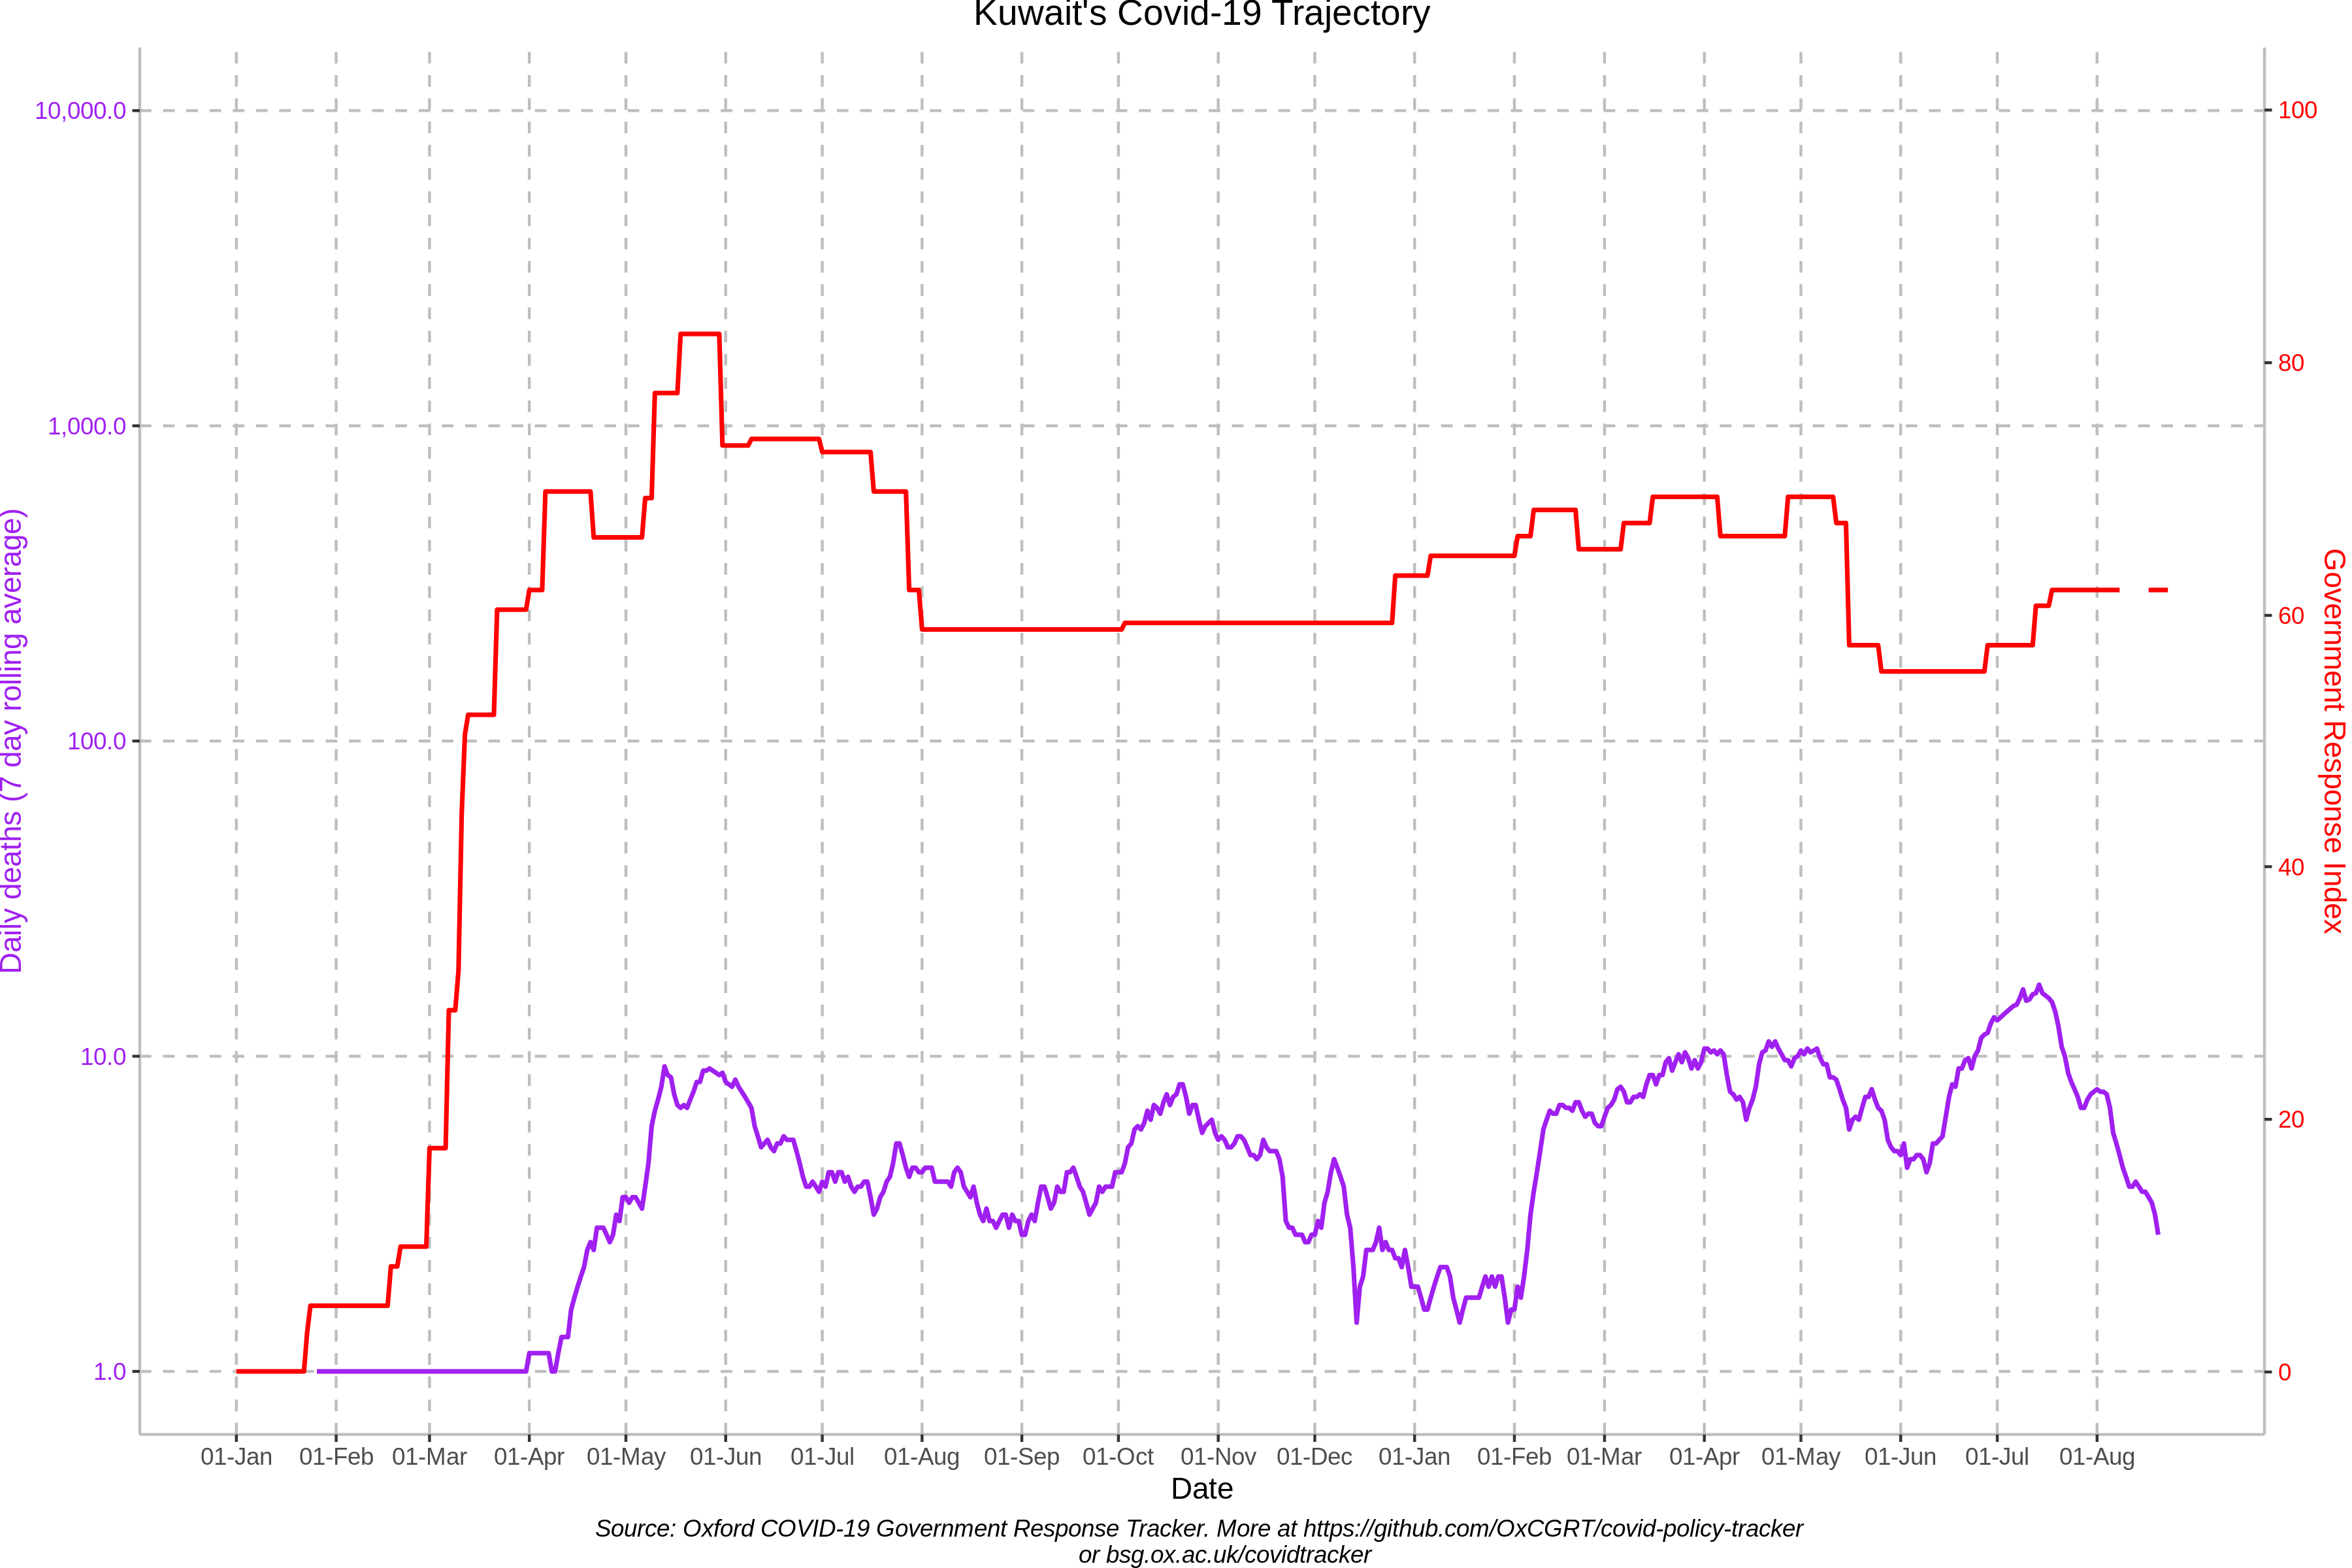 Kuwait's Covid-19 Trajectory
10,000.0
1,000.0
100.0
10.0
1.0
Daily deaths (7 day rolling average)
100
80
60
40
20
0
Government Response Index
01-Jan 01-Feb 01-Mar 01-Apr 01-May 01-Jun 01-Jul 01-Aug 01-Sep 01-Oct 01-Nov 01-Dec 01-Jan 01-Feb 01-Mar 01-Apr 01-May 01-Jun 01-Jul 01-Aug
Date
Source: Oxford COVID-19 Government Response Tracker. More at https://github.com/OxCGRT/covid-policy-tracker
or bsg.ox.ac.uk/covidtracker